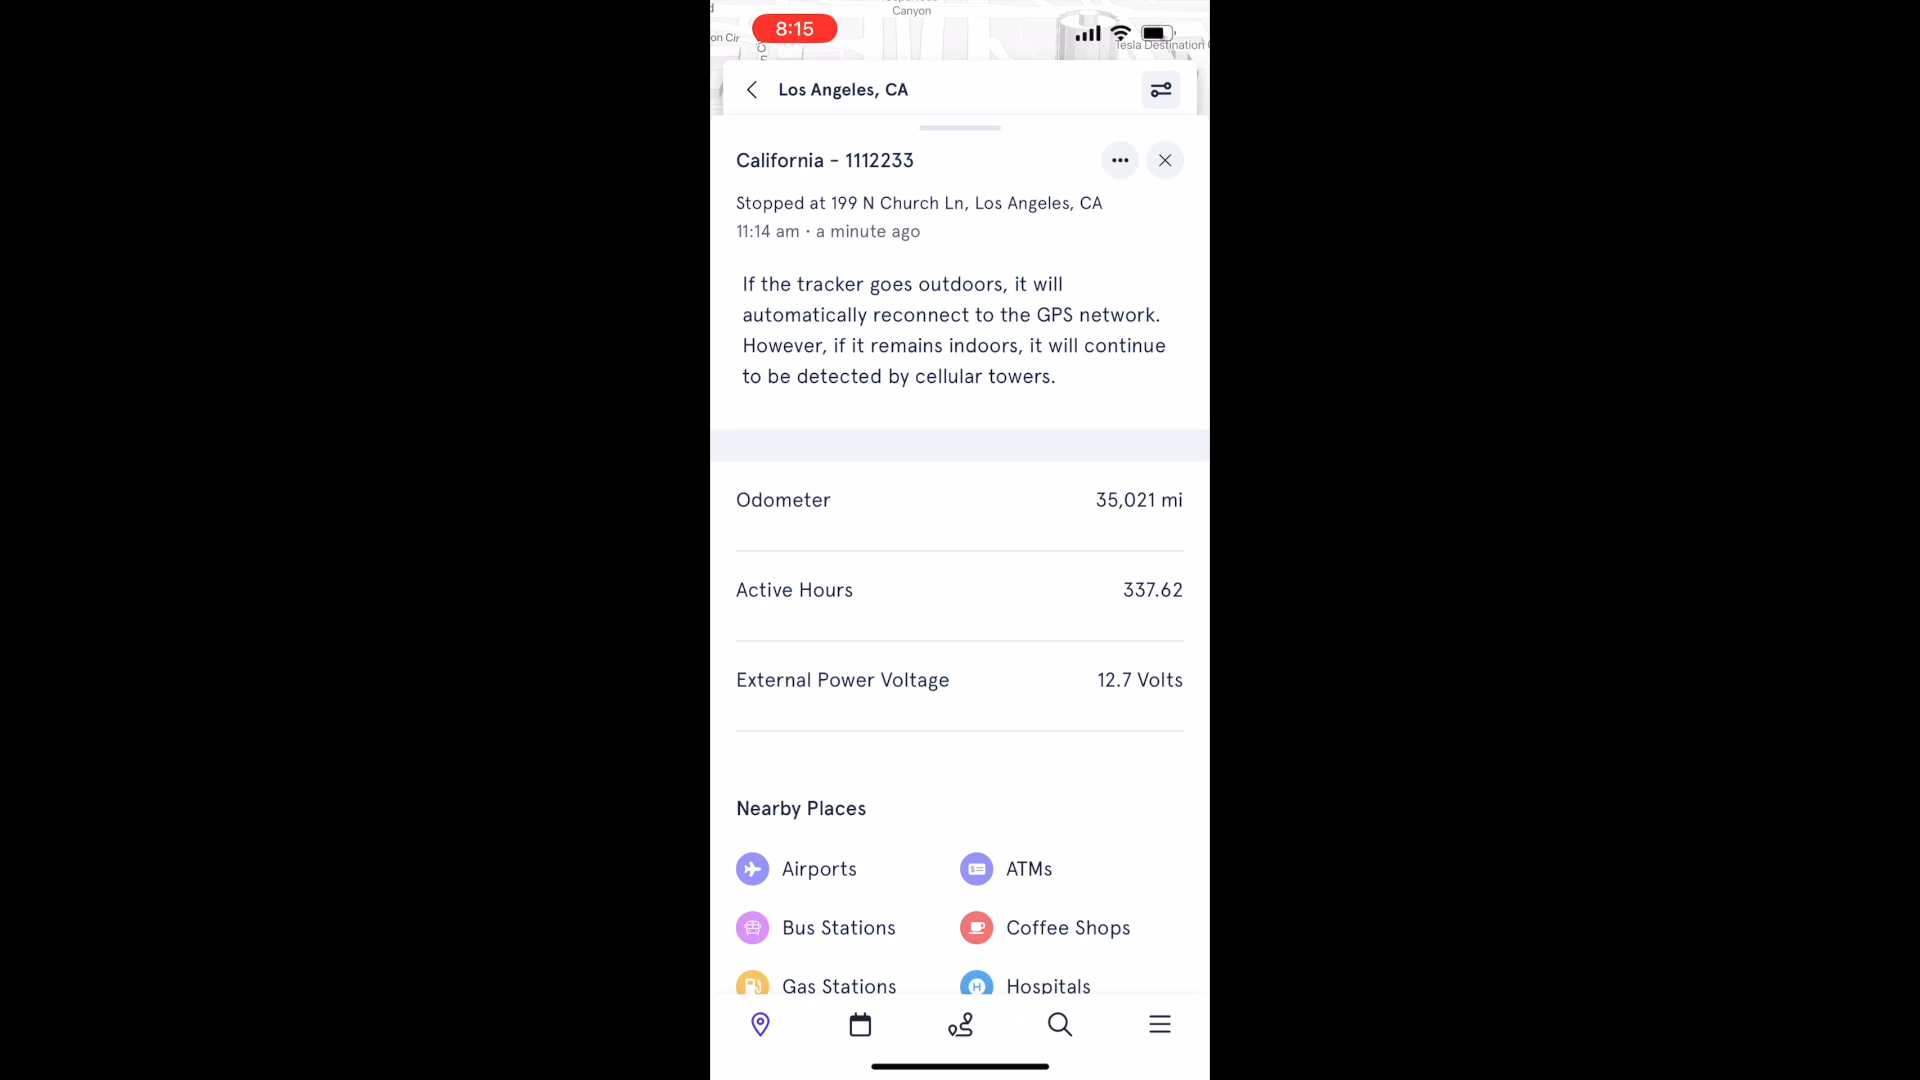 Canyon
on Cir
8:15
Tesla Destination
Los Angeles, CA
California - 1112233
Stopped at 199 N Church Ln, Los Angeles, CA
11:14 am · a minute ago
If the tracker goes outdoors, it will
automatically reconnect to the GPS network.
However, if it remains indoors, it will continue
to be detected by cellular towers.
Odometer 35,021 mi
Active Hours 337.62
External Power Voltage 12.7 Volts
Nearby Places
Airports ATMs
Bus Stations Coffee Shops
Gas Stations Hospitals